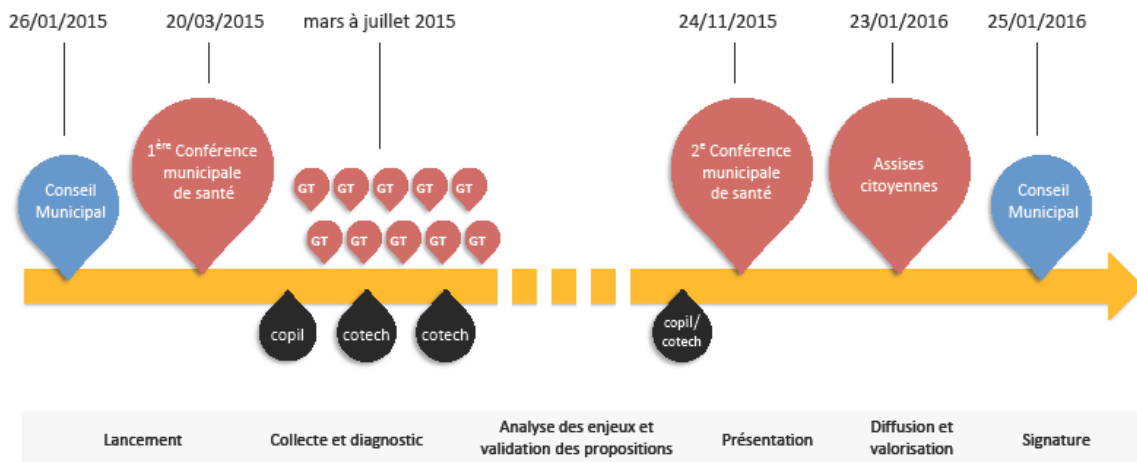 26/01/2015
20/03/2015
mars à juillet 2015
24/11/2015
23/01/2016
25/01/2016
Conseil
Municipal
1ère Conférence
municipale
de santé
GT GT GT GT GT
GT GT GT GT GT
2e Conférence
municipale
de santé
Assises
citoyennes
Conseil
Municipal
copil
cotech
cotech
copil/
cotech
Lancement
Collecte et diagnostic
Analyse des enjeux et
validation des propositions
Présentation
Diffusion et
valorisation
Signature